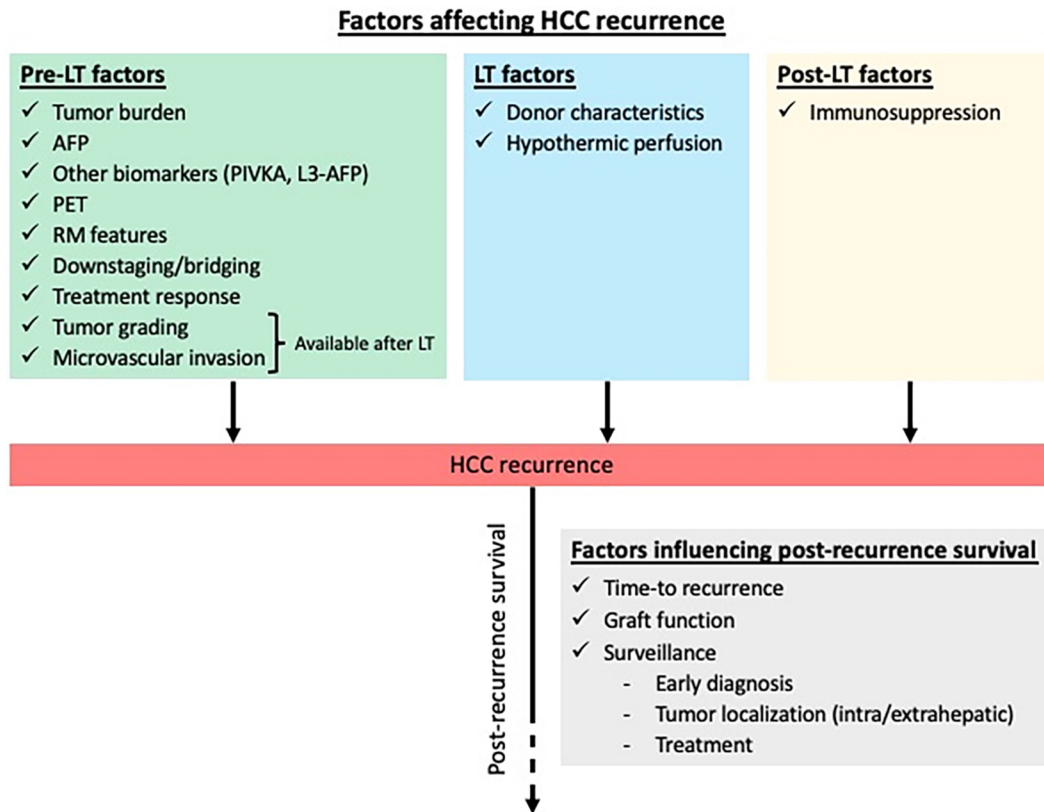 Factors affecting HCC recurrence
Pre-LT factors
✓ Tumor burden
✓ AFP
✓ Other biomarkers (PIVKA, L3-AFP)
✓ PET
✓ RM features
✓ Downstaging/bridging
✓ Treatment response
✓ Tumor grading
✓ Microvascular invasion
Available after LT
LT factors
✓ Donor characteristics
✓ Hypothermic perfusion
Post-LT factors
✓ Immunosuppression
HCC recurrence
Post-recurrence survival
Factors influencing post-recurrence survival
✓ Time-to recurrence
✓ Graft function
✓ Surveillance
- Early diagnosis
- Tumor localization (intra/extrahepatic)
- Treatment